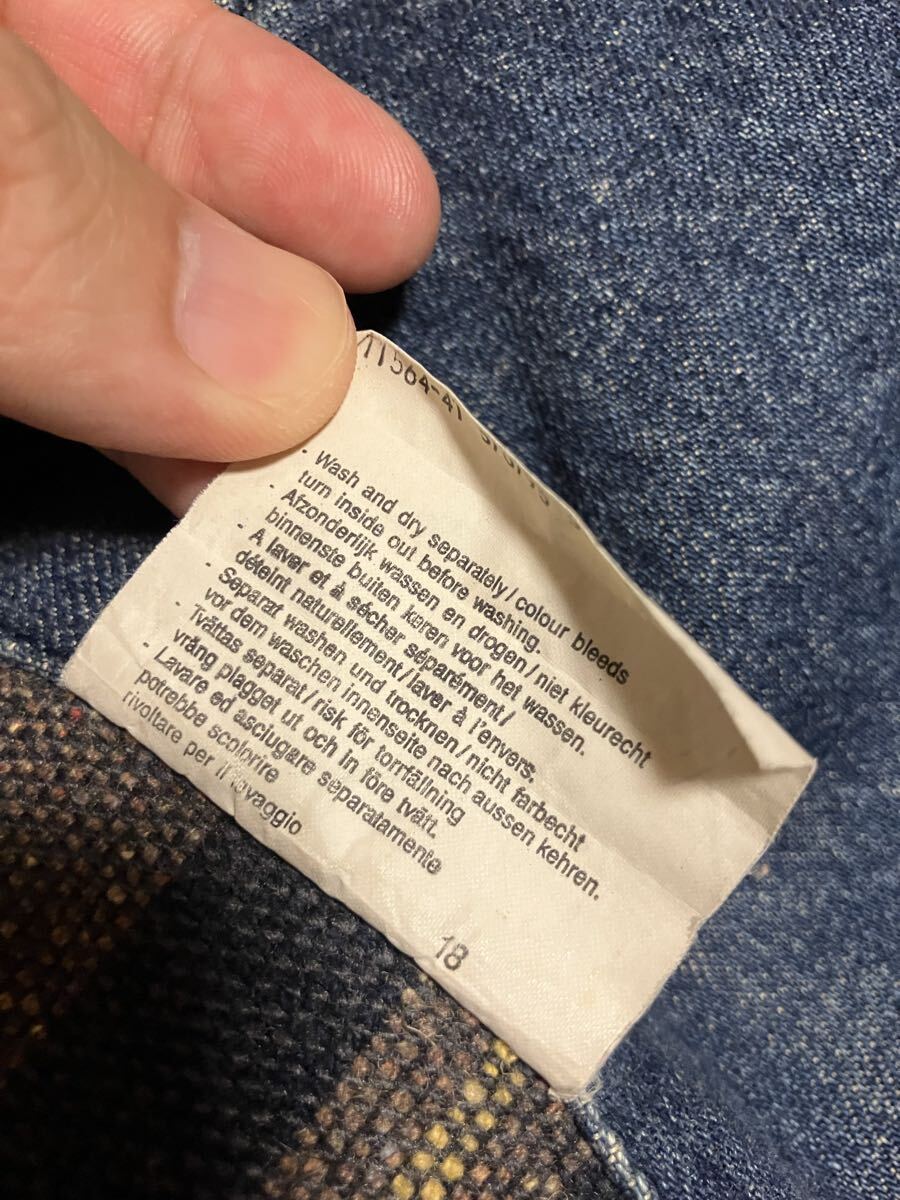 11564-41
- Wash and dry separately/colour bleeds
turn inside out before washing.
- Afzonderlijk wassen en drogen/niet kleurecht
binnenste buiten keren voor het wassen.
- A laver et à sécher séparément/
déteint naturellement/laver à l'envers.
- Separat washen und trocknen/nicht farbecht
vor dem waschen innenseite nach aussen kehren.
- Tvättas separat/risk för torrfällning
vräng plagget ut och in före tvätt.
- Lavare ed asciugare separatamente
potrebbe scolorire
rivoltare per il lavaggio
18